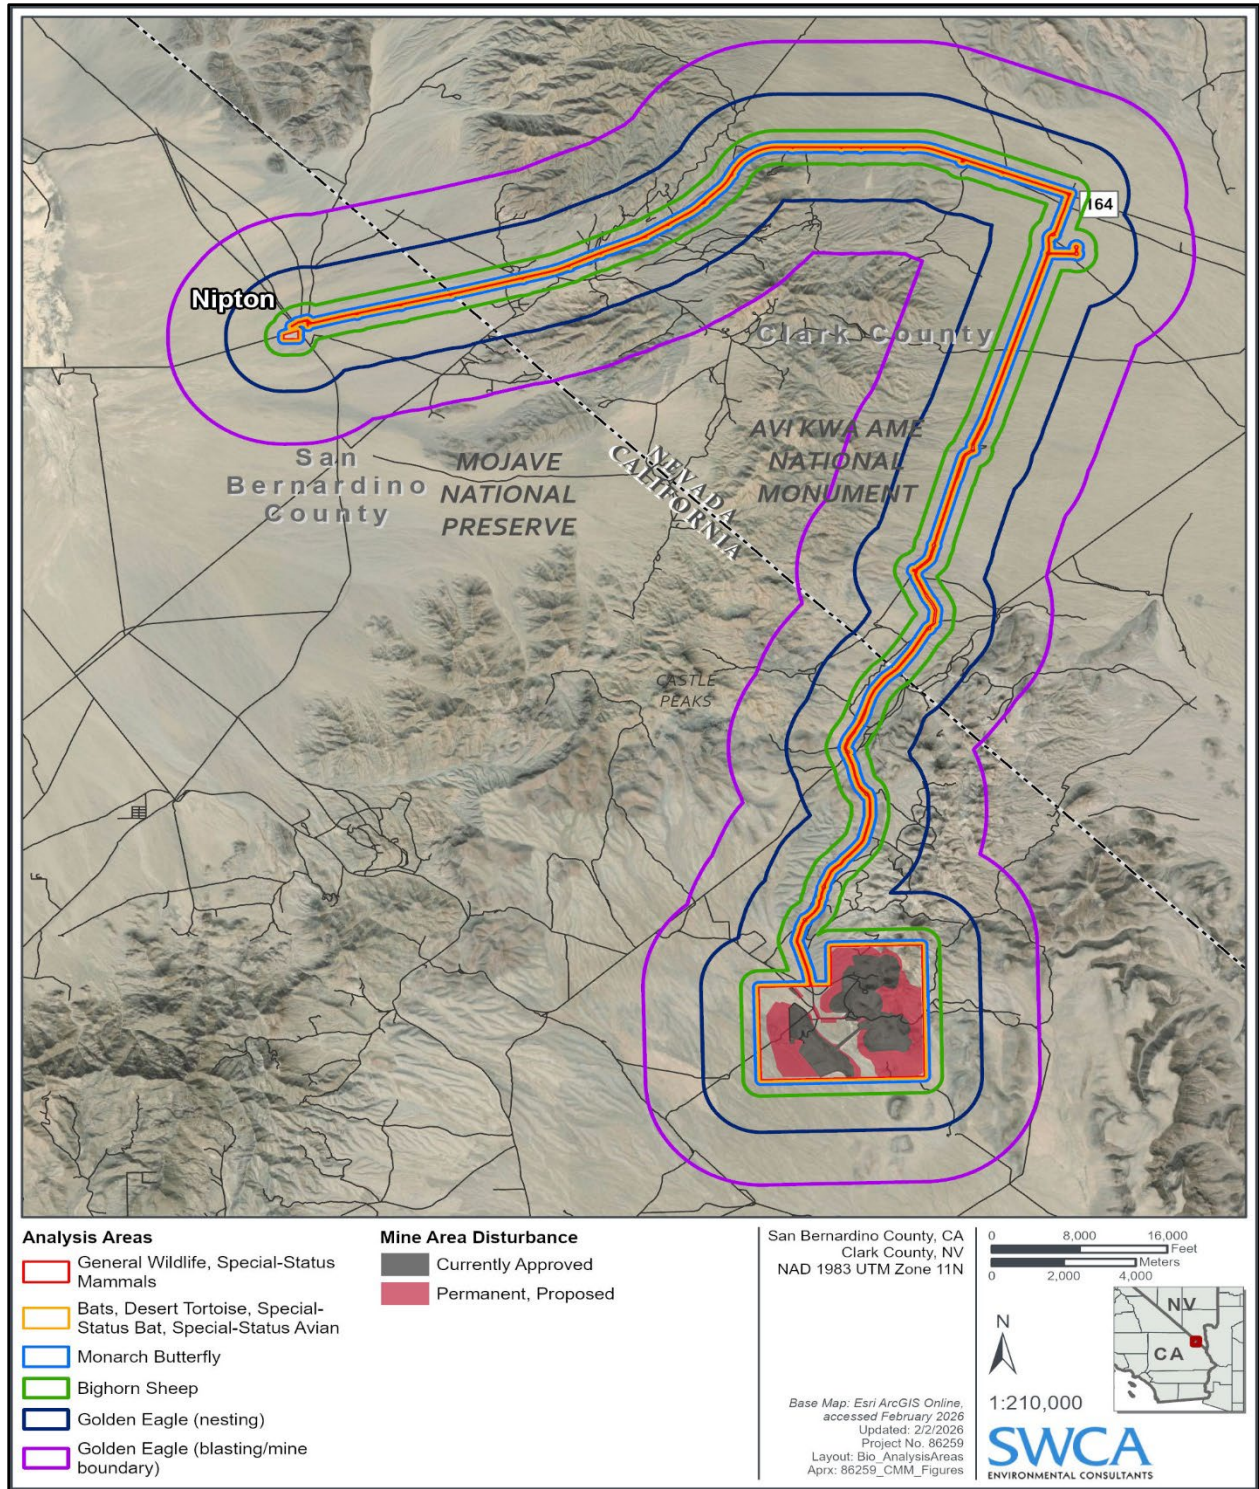 164
Nipton
Clark County
San
Bernardino
County
MOJAVE
NATIONAL
PRESERVE
AVI KWA AME
NATIONAL
MONUMENT
NEVADA
CALIFORNIA
CASTLE
PEAKS
Analysis Areas
General Wildlife, Special-Status
Mammals
Bats, Desert Tortoise, Special-
Status Bat, Special-Status Avian
Monarch Butterfly
Bighorn Sheep
Golden Eagle (nesting)
Golden Eagle (blasting/mine
boundary)
Mine Area Disturbance
Currently Approved
Permanent, Proposed
San Bernardino County, CA
Clark County, NV
NAD 1983 UTM Zone 11N
Base Map: Esri ArcGIS Online,
accessed February 2026
Updated: 2/2/2026
Project No. 86259
Layout: Bio_AnalysisAreas
Aprx: 86259_CMM_Figures
0 8,000 16,000
Feet
Meters
0 2,000 4,000
N
1:210,000
NV
CA
SWCA
ENVIRONMENTAL CONSULTANTS